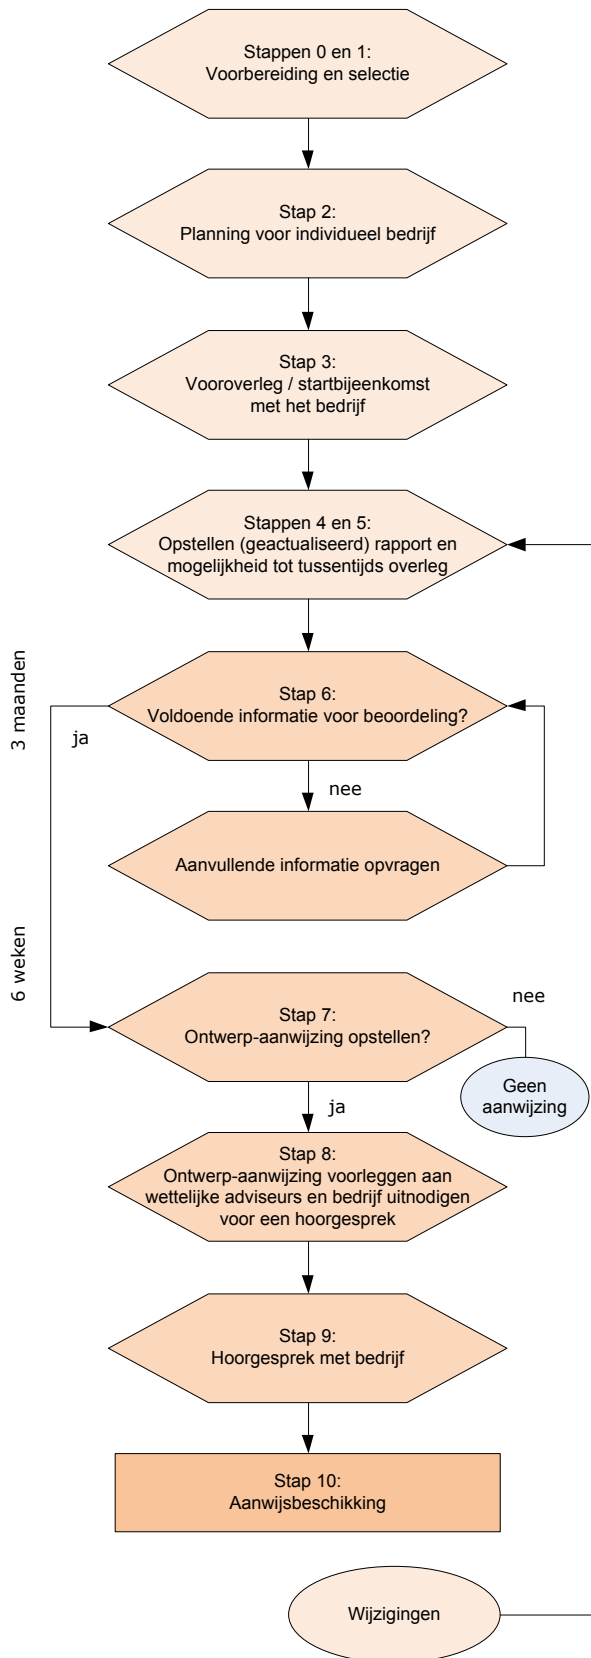 Stappen 0 en 1:
Voorbereiding en selectie
Stap 2:
Planning voor individueel bedrijf
Stap 3:
Vooroverleg / startbijeenkomst
met het bedrijf
Stappen 4 en 5:
Opstellen (geactualiseerd) rapport en
mogelijkheid tot tussentijds overleg
3 maanden
Stap 6:
Voldoende informatie voor beoordeling?
ja
nee
Aanvullende informatie opvragen
6 weken
Stap 7:
Ontwerp-aanwijzing opstellen?
nee
Geen
aanwijzing
ja
Stap 8:
Ontwerp-aanwijzing voorleggen aan
wettelijke adviseurs en bedrijf uitnodigen
voor een hoorgesprek
Stap 9:
Hoorgesprek met bedrijf
Stap 10:
Aanwijsbeschikking
Wijzigingen